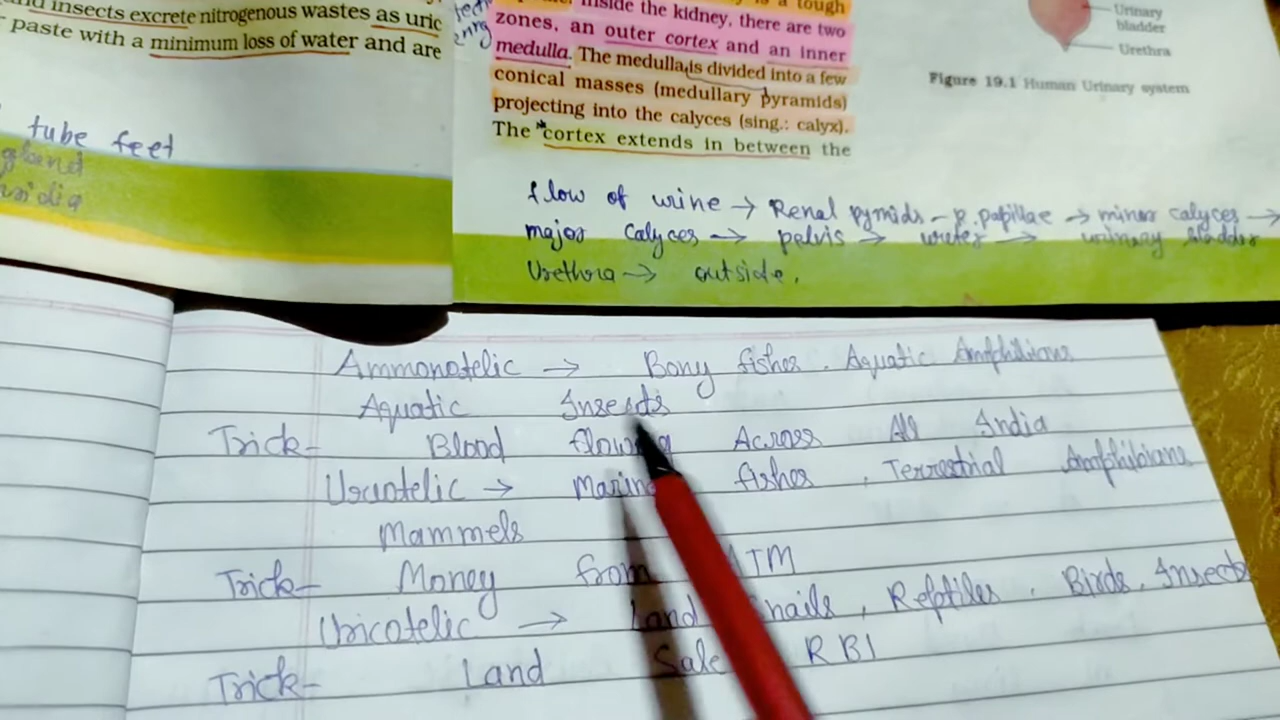 insects excrete nitrogenous wastes as uric
paste with a minimum loss of water and are
tube feet
gland
a tough
inside the kidney, there are two
zones, an outer cortex and an inner
medulla. The medulla is divided into a few
conical masses (medullary pyramids)
projecting into the calyces (sing.: calyx).
The cortex extends in between the
Urinary
bladder
Urethra
Figure 19.1 Human Urinary system
flow of urine → Renal pymids - R. papillae → minor calyces →
major calyces → pelvis → ureter → urinary bladder
Urethra → outside.
Ammonotelic → Bony fishes, Aquatic Amphibians
Aquatic Insects
Trick- Blood flowing Across All India
Ureotelic → Marine fishes, Terrestrial Amphibians
Mammels
Trick- Money from ATM
Uricotelic → Land Snails, Reptiles, Birds, Insects
Trick- Land Sale RBI